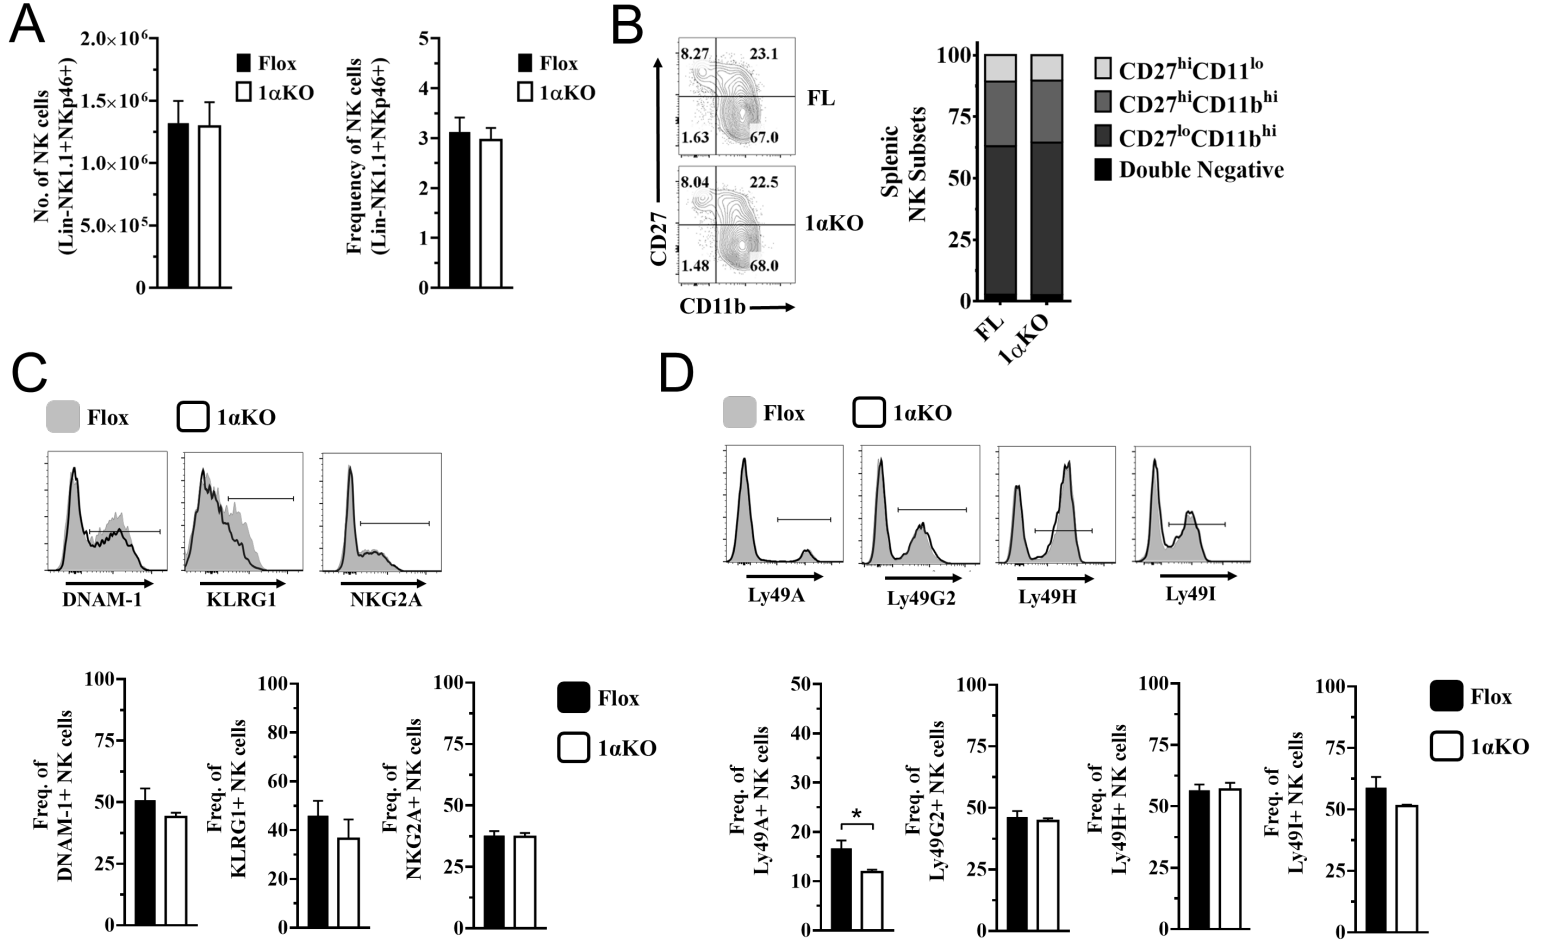 A
No. of NK cells
(Lin-NK1.1+NKp46+)
2.0×10⁶
1.5×10⁶
1.0×10⁶
5.0×10⁵
0
Flox
1αKO
Frequency of NK cells
(Lin-NK1.1+NKp46+)
5
4
3
2
1
0
Flox
1αKO
B
8.27 23.1
1.63 67.0
FL
8.04 22.5
1.48 68.0
1αKO
CD27
CD11b
Splenic
NK Subsets
100
75
50
25
0
FL
1αKO
CD27ʰⁱCD11ˡᵒ
CD27ʰⁱCD11bʰⁱ
CD27ˡᵒCD11bʰⁱ
Double Negative
C
Flox 1αKO
DNAM-1 KLRG1 NKG2A
Freq. of
DNAM-1+ NK cells
100
75
50
25
0
Freq. of
KLRG1+ NK cells
100
80
60
40
20
0
Freq. of
NKG2A+ NK cells
100
75
50
25
0
Flox
1αKO
D
Flox 1αKO
Ly49A Ly49G2 Ly49H Ly49I
Freq. of
Ly49A+ NK cells
50
40
30
20
10
0
*
Freq. of
Ly49G2+ NK cells
100
75
50
25
0
Freq. of
Ly49H+ NK cells
100
75
50
25
0
Freq. of
Ly49I+ NK cells
100
75
50
25
0
Flox
1αKO